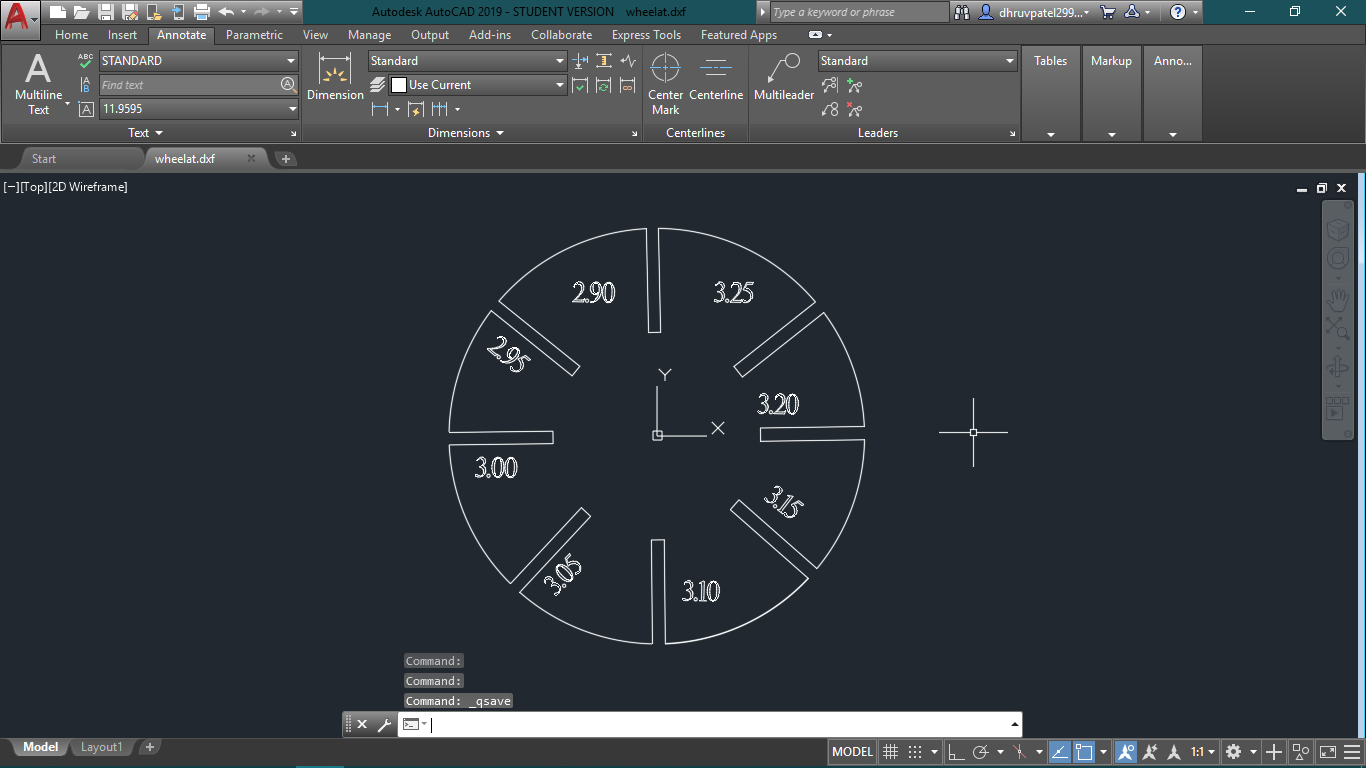 Autodesk AutoCAD 2019 - STUDENT VERSION wheelat.dxf
Type a keyword or phrase
dhruvpatel299...
Home Insert Annotate Parametric View Manage Output Add-ins Collaborate Express Tools Featured Apps
A
Multiline Text
ABC
STANDARD
Find text
11.9595
Text
Dimension
Standard
Use Current
Dimensions
Center Mark
Centerline
Centerlines
Multileader
Standard
Leaders
Tables
Markup
Anno...
Start wheelat.dxf
[−][Top][2D Wireframe]
2.90 3.25
2.95
Y
3.20
X
3.00
3.15
3.05
3.10
Command:
Command:
Command: _qsave
Model Layout1
MODEL
1:1